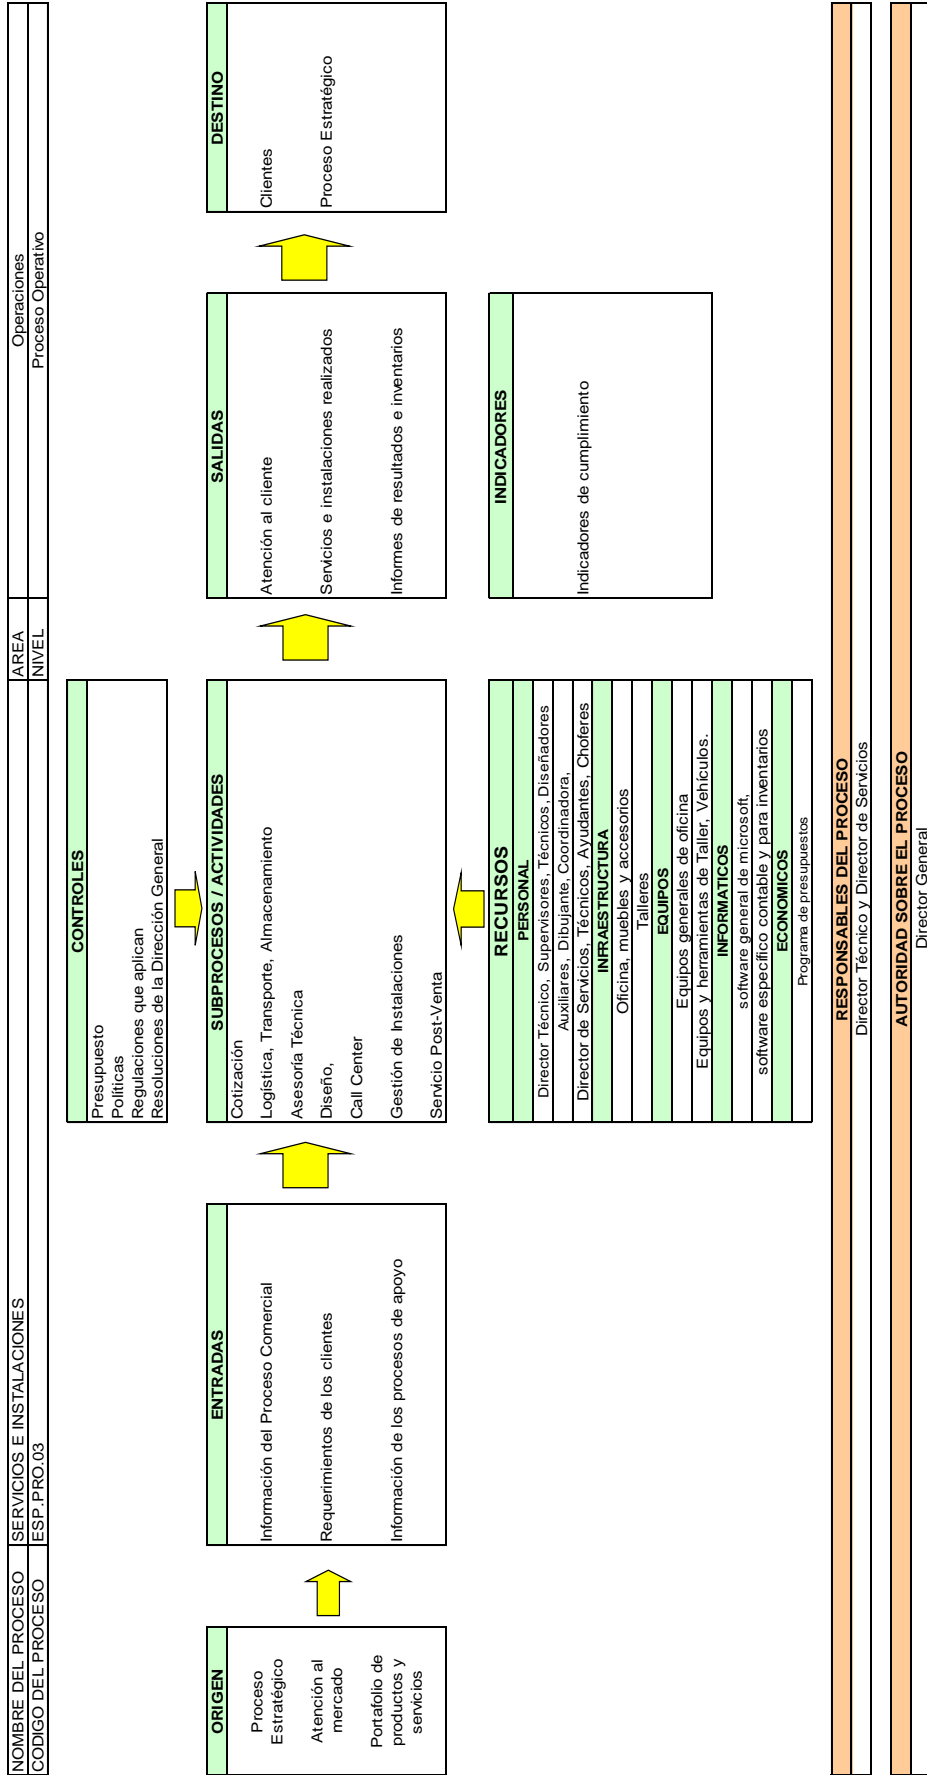 NOMBRE DEL PROCESO SERVICIOS E INSTALACIONES AREA Operaciones
CODIGO DEL PROCESO ESP.PRO.03 NIVEL Proceso Operativo
CONTROLES
Presupuesto
Políticas
Regulaciones que aplican
Resoluciones de la Dirección General
ORIGEN
Proceso
Estratégico
Atención al
mercado
Portafolio de
productos y
servicios
ENTRADAS
Información del Proceso Comercial
Requerimientos de los clientes
Información de los procesos de apoyo
SUBPROCESOS / ACTIVIDADES
Cotización
Logística, Transporte, Almacenamiento
Asesoría Técnica
Diseño,
Call Center
Gestión de Instalaciones
Servicio Post-Venta
SALIDAS
Atención al cliente
Servicios e instalaciones realizados
Informes de resultados e inventarios
DESTINO
Clientes
Proceso Estratégico
RECURSOS
PERSONAL
Director Técnico, Supervisores, Técnicos, Diseñadores
Auxiliares, Dibujante, Coordinadora,
Director de Servicios, Técnicos, Ayudantes, Choferes
INFRAESTRUCTURA
Oficina, muebles y accesorios
Talleres
EQUIPOS
Equipos generales de oficina
Equipos y herramientas de Taller, Vehículos.
INFORMATICOS
software general de microsoft,
software específico contable y para inventarios
ECONOMICOS
Programa de presupuestos
INDICADORES
Indicadores de cumplimiento
RESPONSABLES DEL PROCESO
Director Técnico y Director de Servicios
AUTORIDAD SOBRE EL PROCESO
Director General